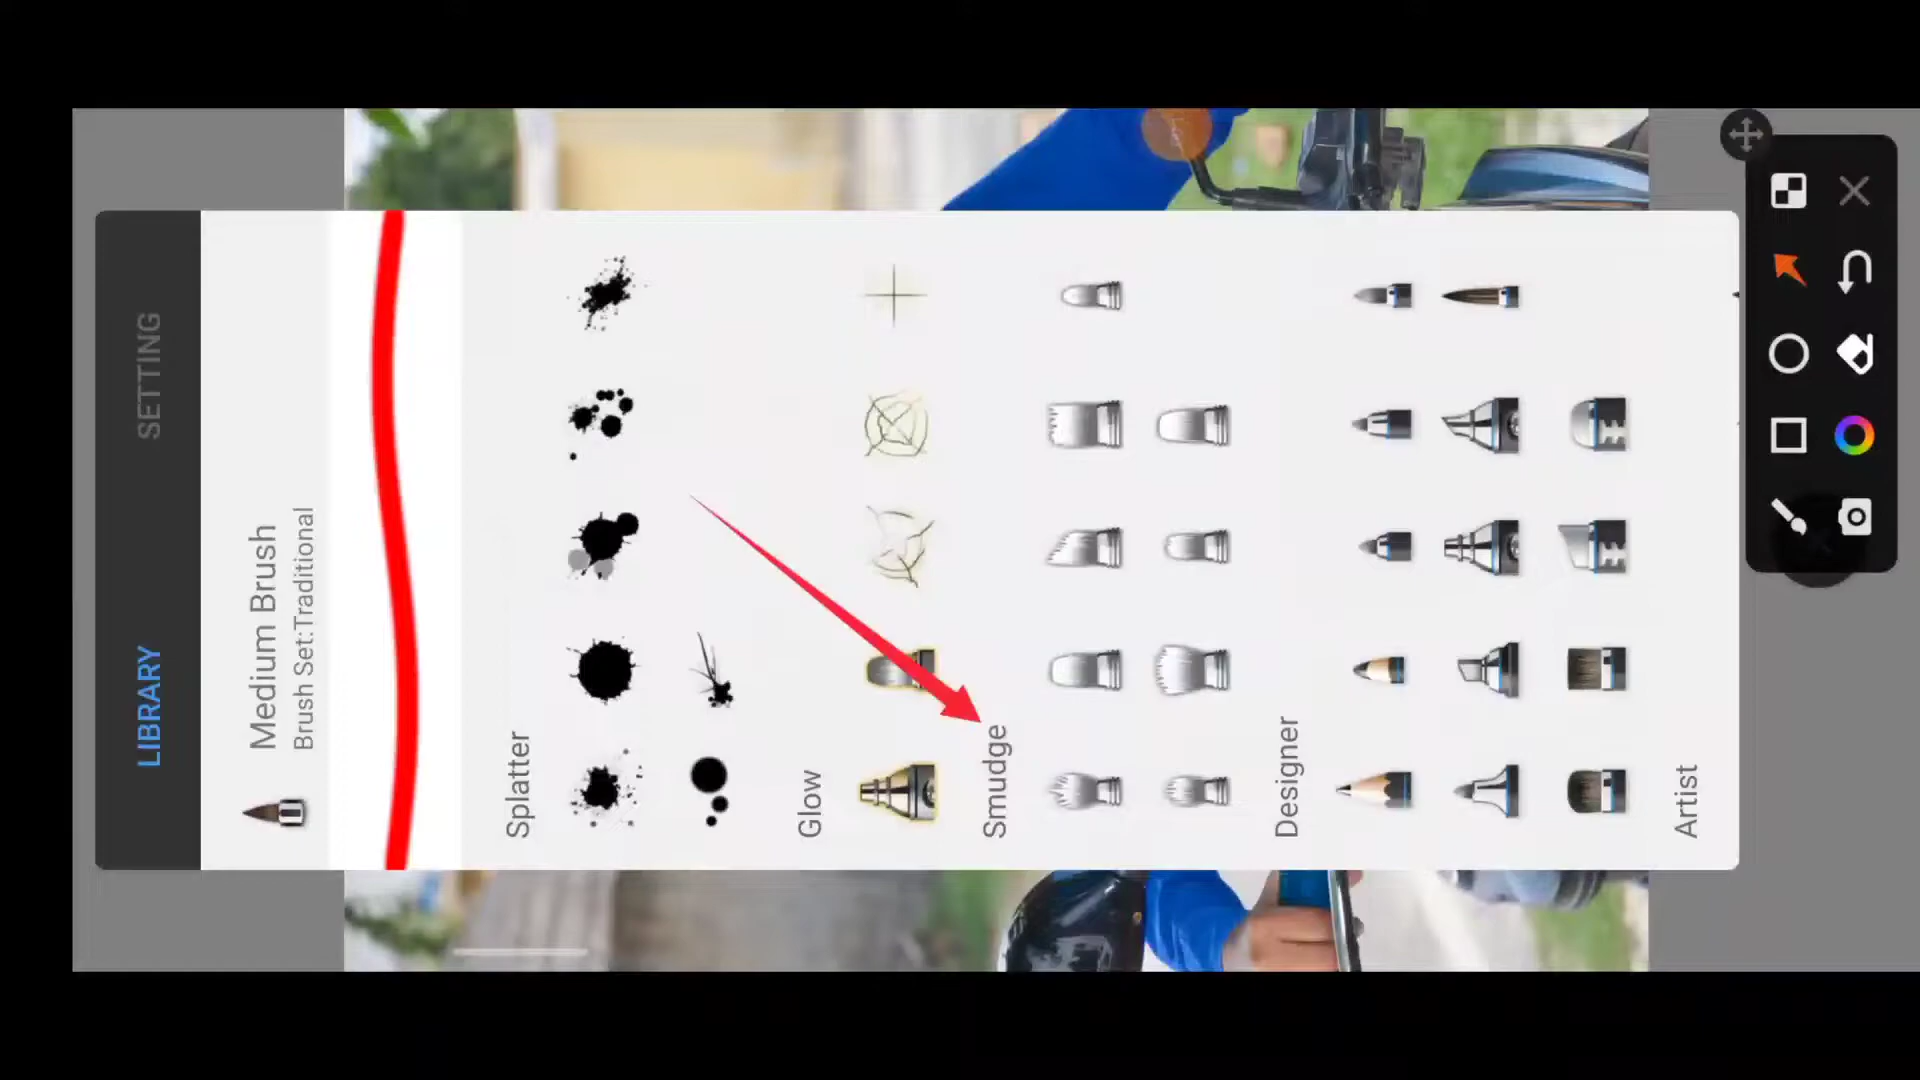 LIBRARY
SETTING
Medium Brush
Brush Set:Traditional
Splatter
Glow
Smudge
Designer
Artist